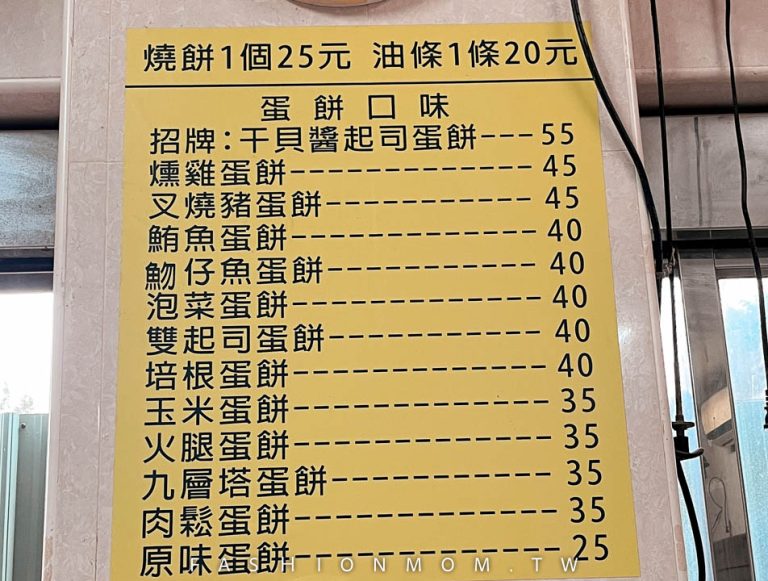 燒餅1個25元 油條1條20元
蛋餅口味
招牌:干貝醬起司蛋餅---55
燻雞蛋餅--------------45
叉燒豬蛋餅------------45
鮪魚蛋餅--------------40
魩仔魚蛋餅------------40
泡菜蛋餅--------------40
雙起司蛋餅------------40
培根蛋餅--------------40
玉米蛋餅--------------35
火腿蛋餅--------------35
九層塔蛋餅------------35
肉鬆蛋餅--------------35
原味蛋餅--------------25
FASHIONMOM.TW